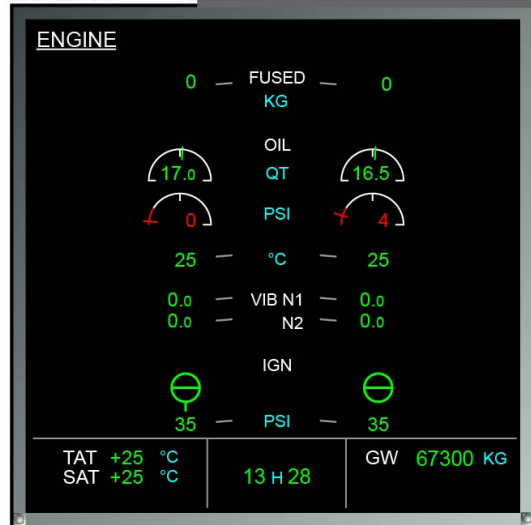 ENGINE
0 FUSED 0
KG
OIL
17.0 QT 16.5
0 PSI 4
25 °C 25
0.0 VIB N1 0.0
0.0 N2 0.0
IGN
35 PSI 35
TAT +25 °C GW 67300 KG
SAT +25 °C 13 H 28